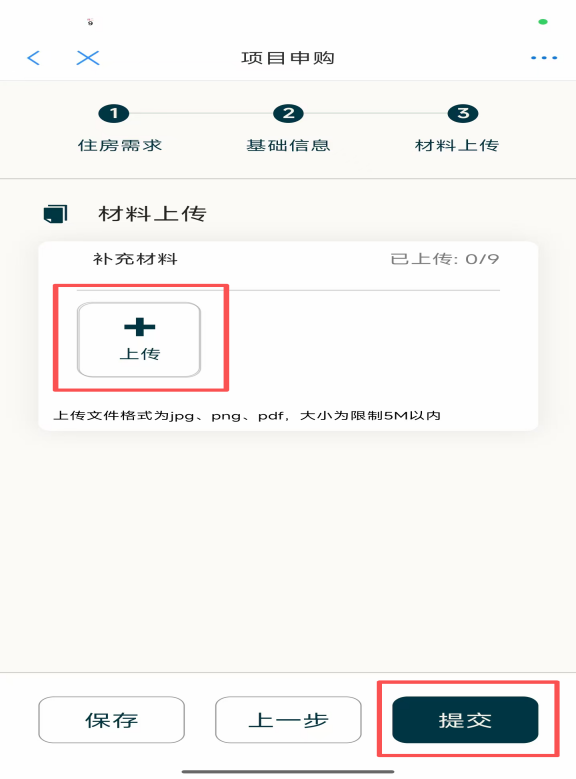 项目申购
1 2 3
住房需求 基础信息 材料上传
材料上传
补充材料 已上传: 0/9
上传
上传文件格式为jpg、png、pdf，大小为限制5M以内
保存 上一步 提交